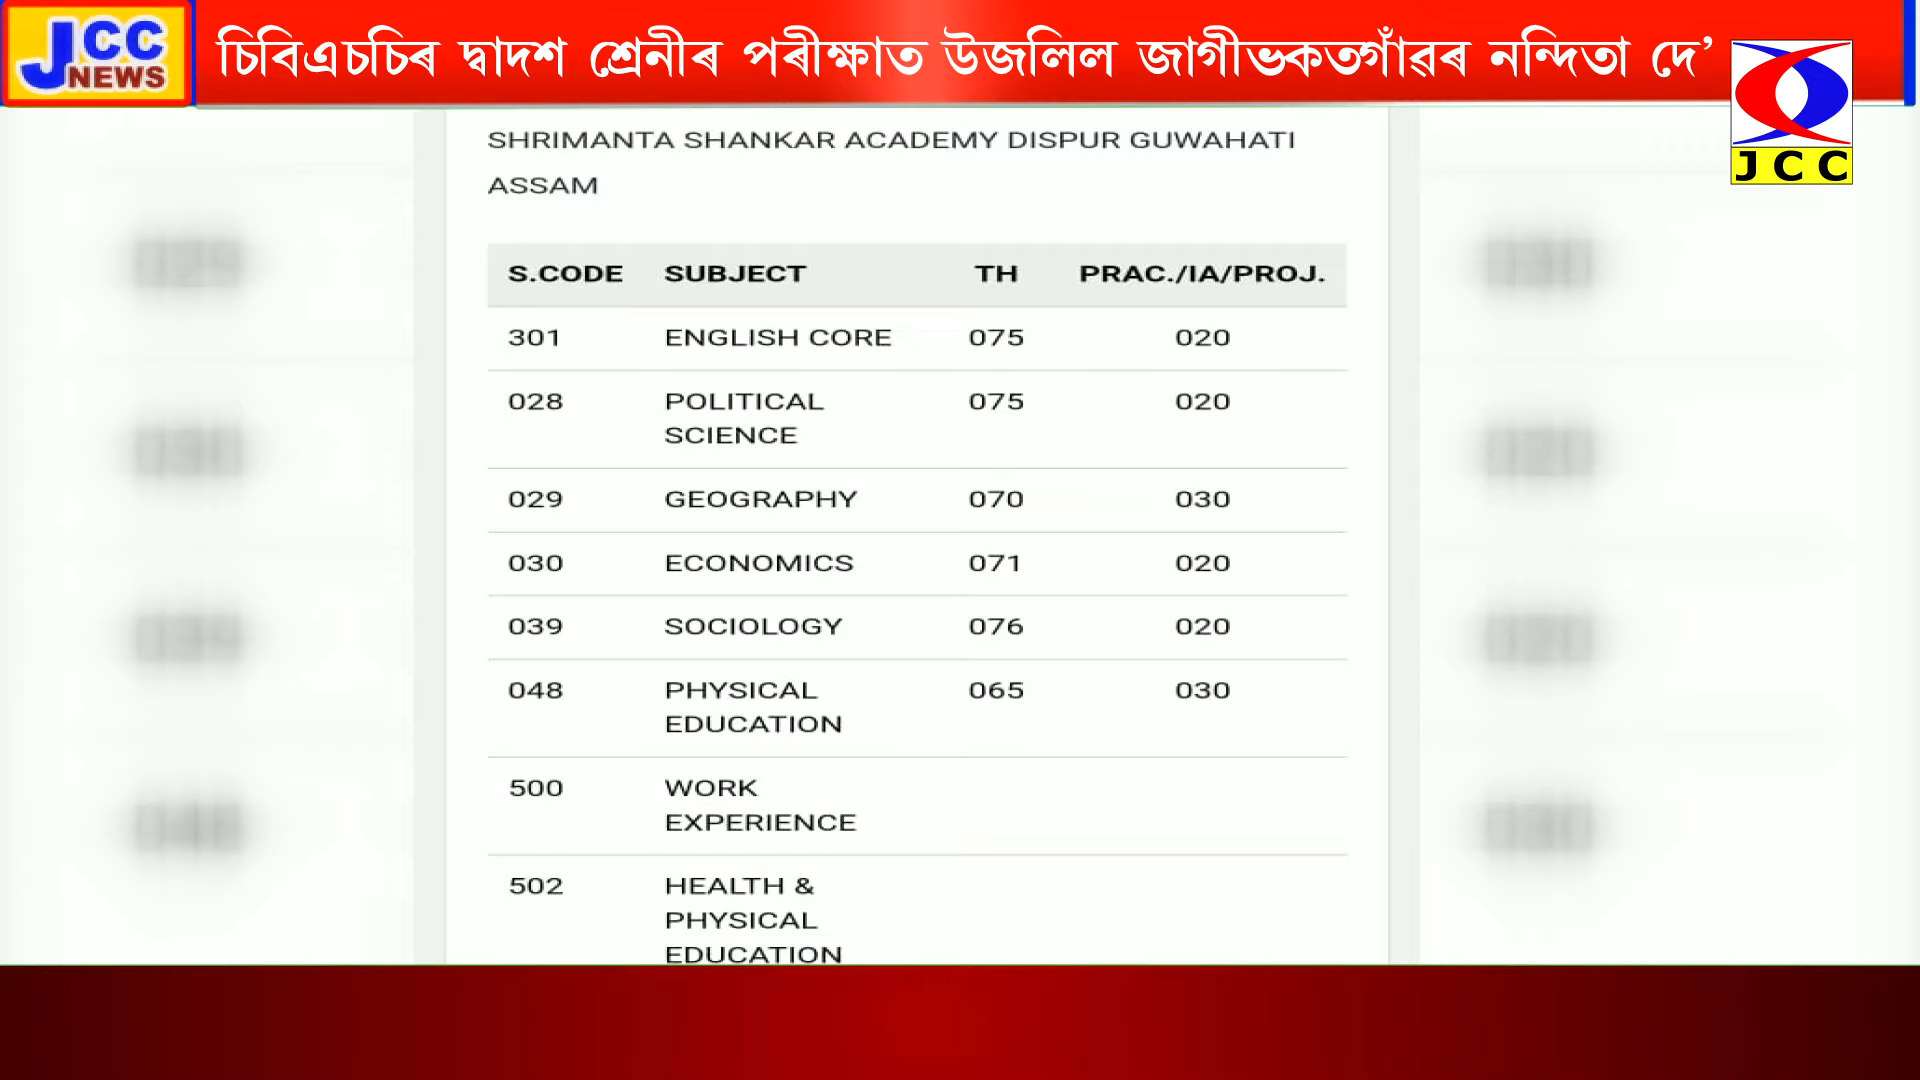 JCC
NEWS
চিবিএচচিৰ দ্বাদশ শ্ৰেনীৰ পৰীক্ষাত উজলিল জাগীভকতগাঁৱৰ নন্দিতা দে’
JCC
SHRIMANTA SHANKAR ACADEMY DISPUR GUWAHATI
ASSAM
S.CODE SUBJECT TH PRAC./IA/PROJ.
301 ENGLISH CORE 075 020
028 POLITICAL 075 020
SCIENCE
029 GEOGRAPHY 070 030
030 ECONOMICS 071 020
039 SOCIOLOGY 076 020
048 PHYSICAL 065 030
EDUCATION
500 WORK
EXPERIENCE
502 HEALTH &
PHYSICAL
EDUCATION